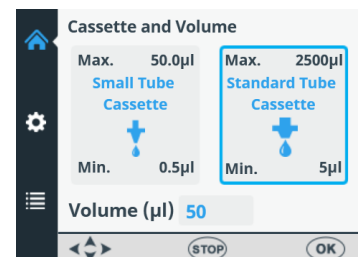 Cassette and Volume
Max. 50.0µl
Small Tube
Cassette
Min. 0.5µl
Max. 2500µl
Standard Tube
Cassette
Min. 5µl
Volume (µl) 50
STOP
OK